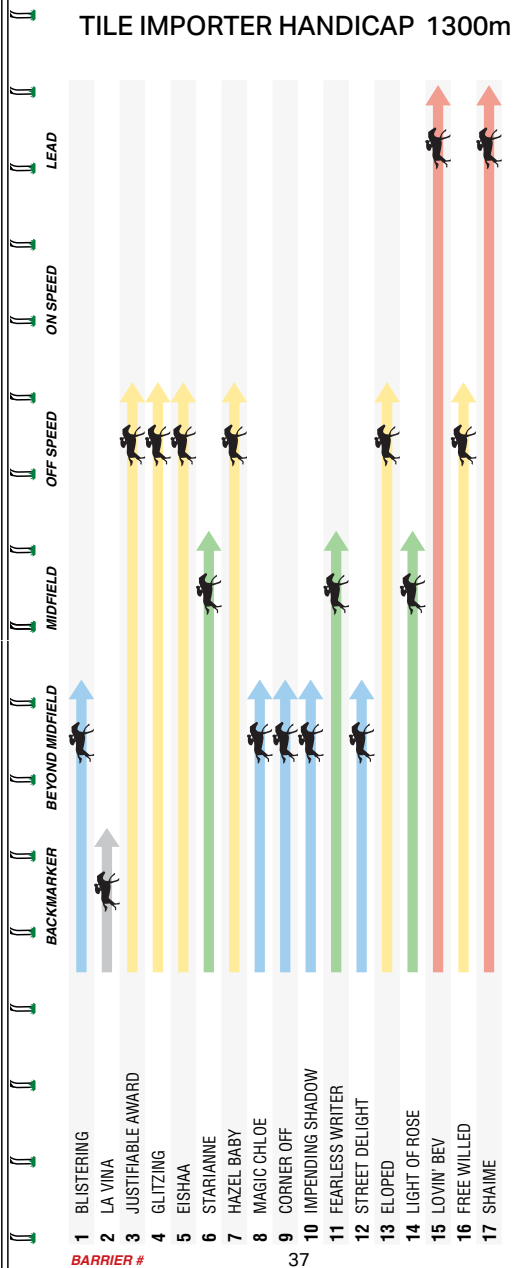 TILE IMPORTER HANDICAP 1300m
LEAD
ON SPEED
OFF SPEED
MIDFIELD
BEYOND MIDFIELD
BACKMARKER
1 BLISTERING
2 LA VINA
3 JUSTIFIABLE AWARD
4 GLITZING
5 EISHAA
6 STARIANNE
7 HAZEL BABY
8 MAGIC CHLOE
9 CORNER OFF
10 IMPENDING SHADOW
11 FEARLESS WRITER
12 STREET DELIGHT
13 ELOPED
14 LIGHT OF ROSE
15 LOVIN' BEV
16 FREE WILLED
17 SHAIME
BARRIER #
37